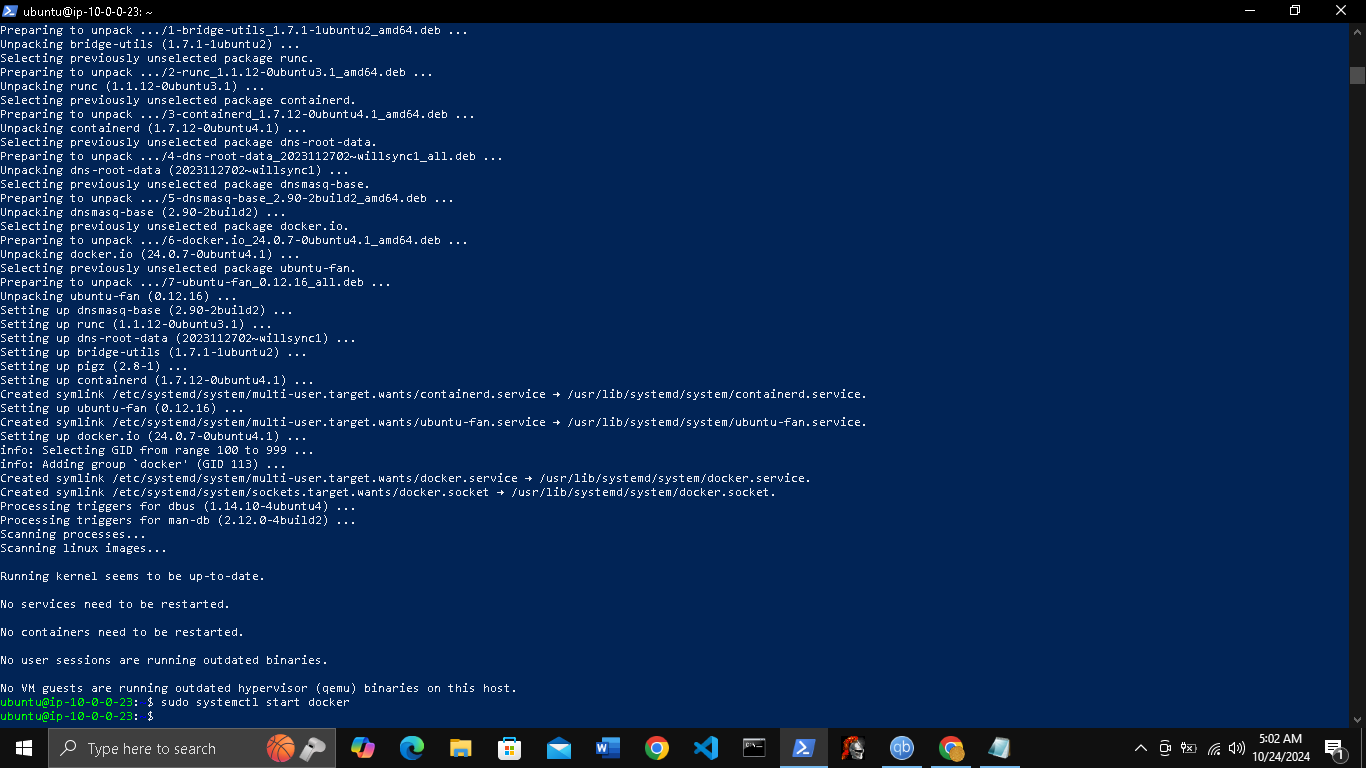 ubuntu@ip-10-0-0-23: ~
Preparing to unpack .../1-bridge-utils_1.7.1-1ubuntu2_amd64.deb ...
Unpacking bridge-utils (1.7.1-1ubuntu2) ...
Selecting previously unselected package runc.
Preparing to unpack .../2-runc_1.1.12-0ubuntu3.1_amd64.deb ...
Unpacking runc (1.1.12-0ubuntu3.1) ...
Selecting previously unselected package containerd.
Preparing to unpack .../3-containerd_1.7.12-0ubuntu4.1_amd64.deb ...
Unpacking containerd (1.7.12-0ubuntu4.1) ...
Selecting previously unselected package dns-root-data.
Preparing to unpack .../4-dns-root-data_2023112702~willsync1_all.deb ...
Unpacking dns-root-data (2023112702~willsync1) ...
Selecting previously unselected package dnsmasq-base.
Preparing to unpack .../5-dnsmasq-base_2.90-2build2_amd64.deb ...
Unpacking dnsmasq-base (2.90-2build2) ...
Selecting previously unselected package docker.io.
Preparing to unpack .../6-docker.io_24.0.7-0ubuntu4.1_amd64.deb ...
Unpacking docker.io (24.0.7-0ubuntu4.1) ...
Selecting previously unselected package ubuntu-fan.
Preparing to unpack .../7-ubuntu-fan_0.12.16_all.deb ...
Unpacking ubuntu-fan (0.12.16) ...
Setting up dnsmasq-base (2.90-2build2) ...
Setting up runc (1.1.12-0ubuntu3.1) ...
Setting up dns-root-data (2023112702~willsync1) ...
Setting up bridge-utils (1.7.1-1ubuntu2) ...
Setting up pigz (2.8-1) ...
Setting up containerd (1.7.12-0ubuntu4.1) ...
Created symlink /etc/systemd/system/multi-user.target.wants/containerd.service → /usr/lib/systemd/system/containerd.service.
Setting up ubuntu-fan (0.12.16) ...
Created symlink /etc/systemd/system/multi-user.target.wants/ubuntu-fan.service → /usr/lib/systemd/system/ubuntu-fan.service.
Setting up docker.io (24.0.7-0ubuntu4.1) ...
info: Selecting GID from range 100 to 999 ...
info: Adding group `docker' (GID 113) ...
Created symlink /etc/systemd/system/multi-user.target.wants/docker.service → /usr/lib/systemd/system/docker.service.
Created symlink /etc/systemd/system/sockets.target.wants/docker.socket → /usr/lib/systemd/system/docker.socket.
Processing triggers for dbus (1.14.10-4ubuntu4) ...
Processing triggers for man-db (2.12.0-4build2) ...
Scanning processes...
Scanning linux images...
Running kernel seems to be up-to-date.
No services need to be restarted.
No containers need to be restarted.
No user sessions are running outdated binaries.
No VM guests are running outdated hypervisor (qemu) binaries on this host.
ubuntu@ip-10-0-0-23:~$ sudo systemctl start docker
ubuntu@ip-10-0-0-23:~$
Type here to search
qb
5:02 AM
10/24/2024
1